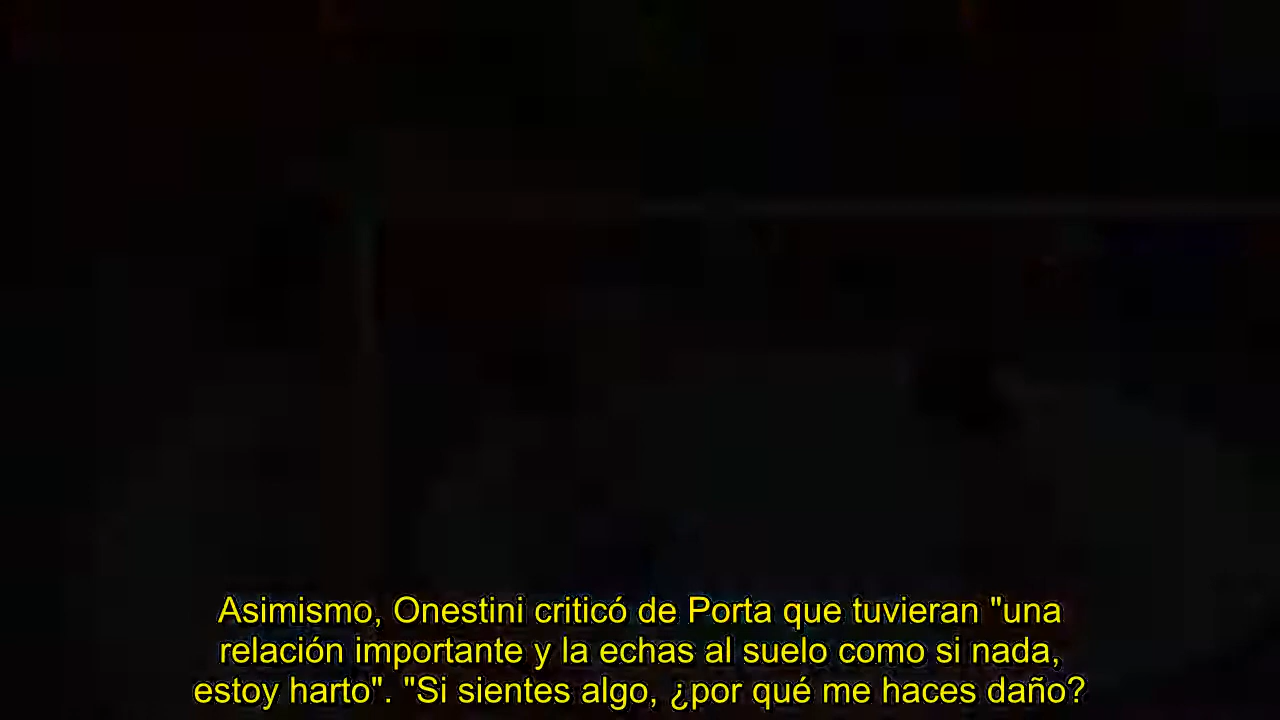 Asimismo, Onestini criticó de Porta que tuvieran "una
relación importante y la echas al suelo como si nada,
estoy harto". "Si sientes algo, ¿por qué me haces daño?